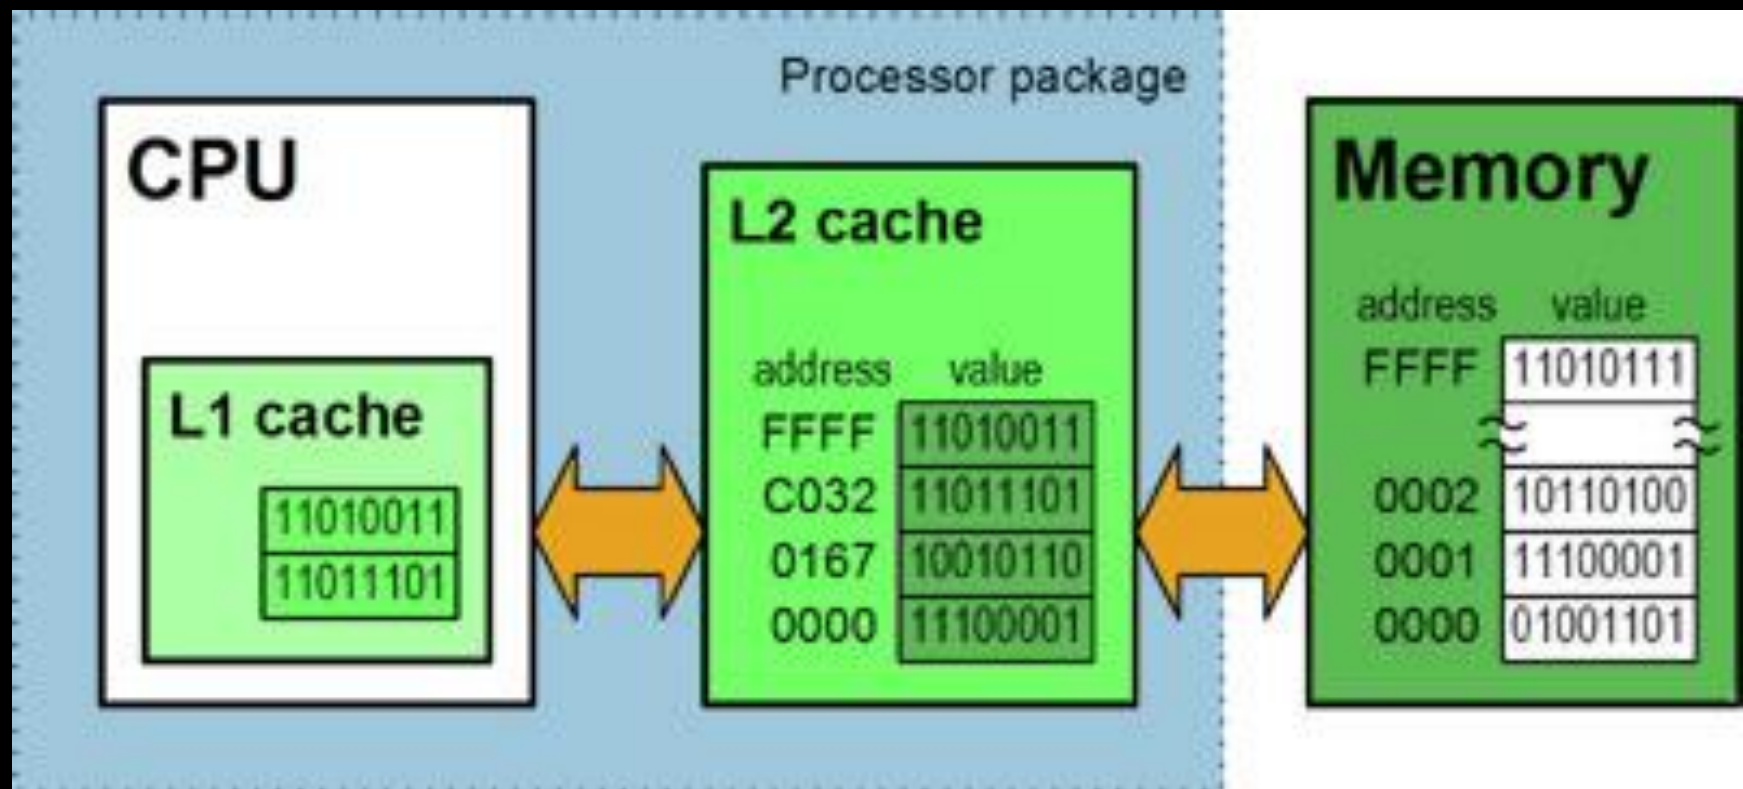 Processor package
CPU
L1 cache
11010011
11011101
L2 cache
address value
FFFF 11010011
C032 11011101
0167 10010110
0000 11100001
Memory
address value
FFFF 11010111
0002 10110100
0001 11100001
0000 01001101